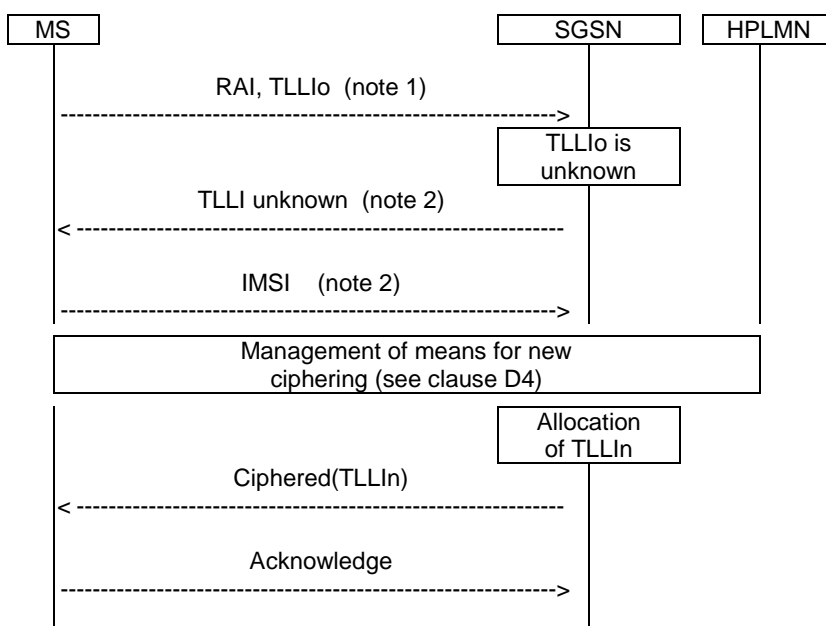 MS SGSN HPLMN
RAI, TLLIo (note 1)
TLLIo is
unknown
TLLI unknown (note 2)
IMSI (note 2)
Management of means for new
ciphering (see clause D4)
Allocation
of TLLIn
Ciphered(TLLIn)
Acknowledge